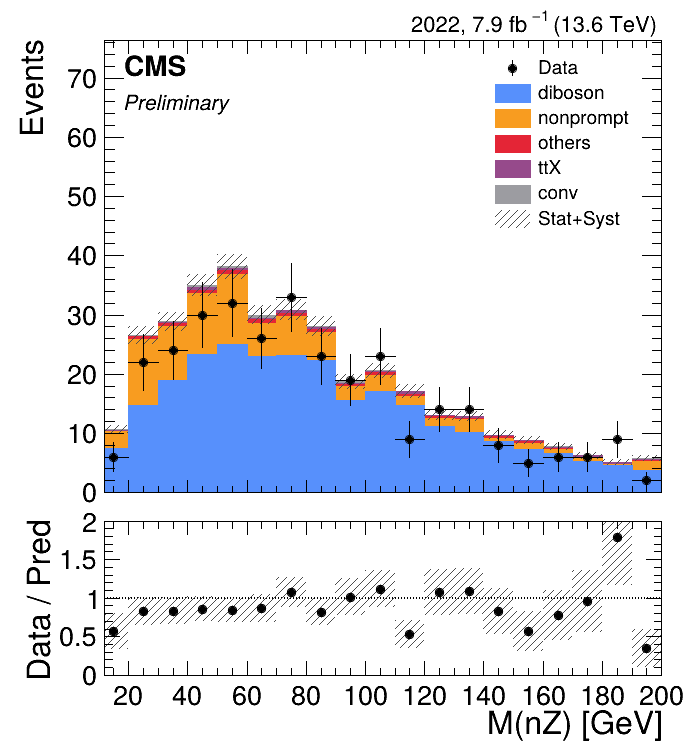 2022, 7.9 fb⁻¹ (13.6 TeV)
CMS
Preliminary
Data
diboson
nonprompt
others
ttX
conv
Stat+Syst
Events
70
60
50
40
30
20
10
0
Data / Pred
2
1.5
1
0.5
0
20 40 60 80 100 120 140 160 180 200
M(nZ) [GeV]